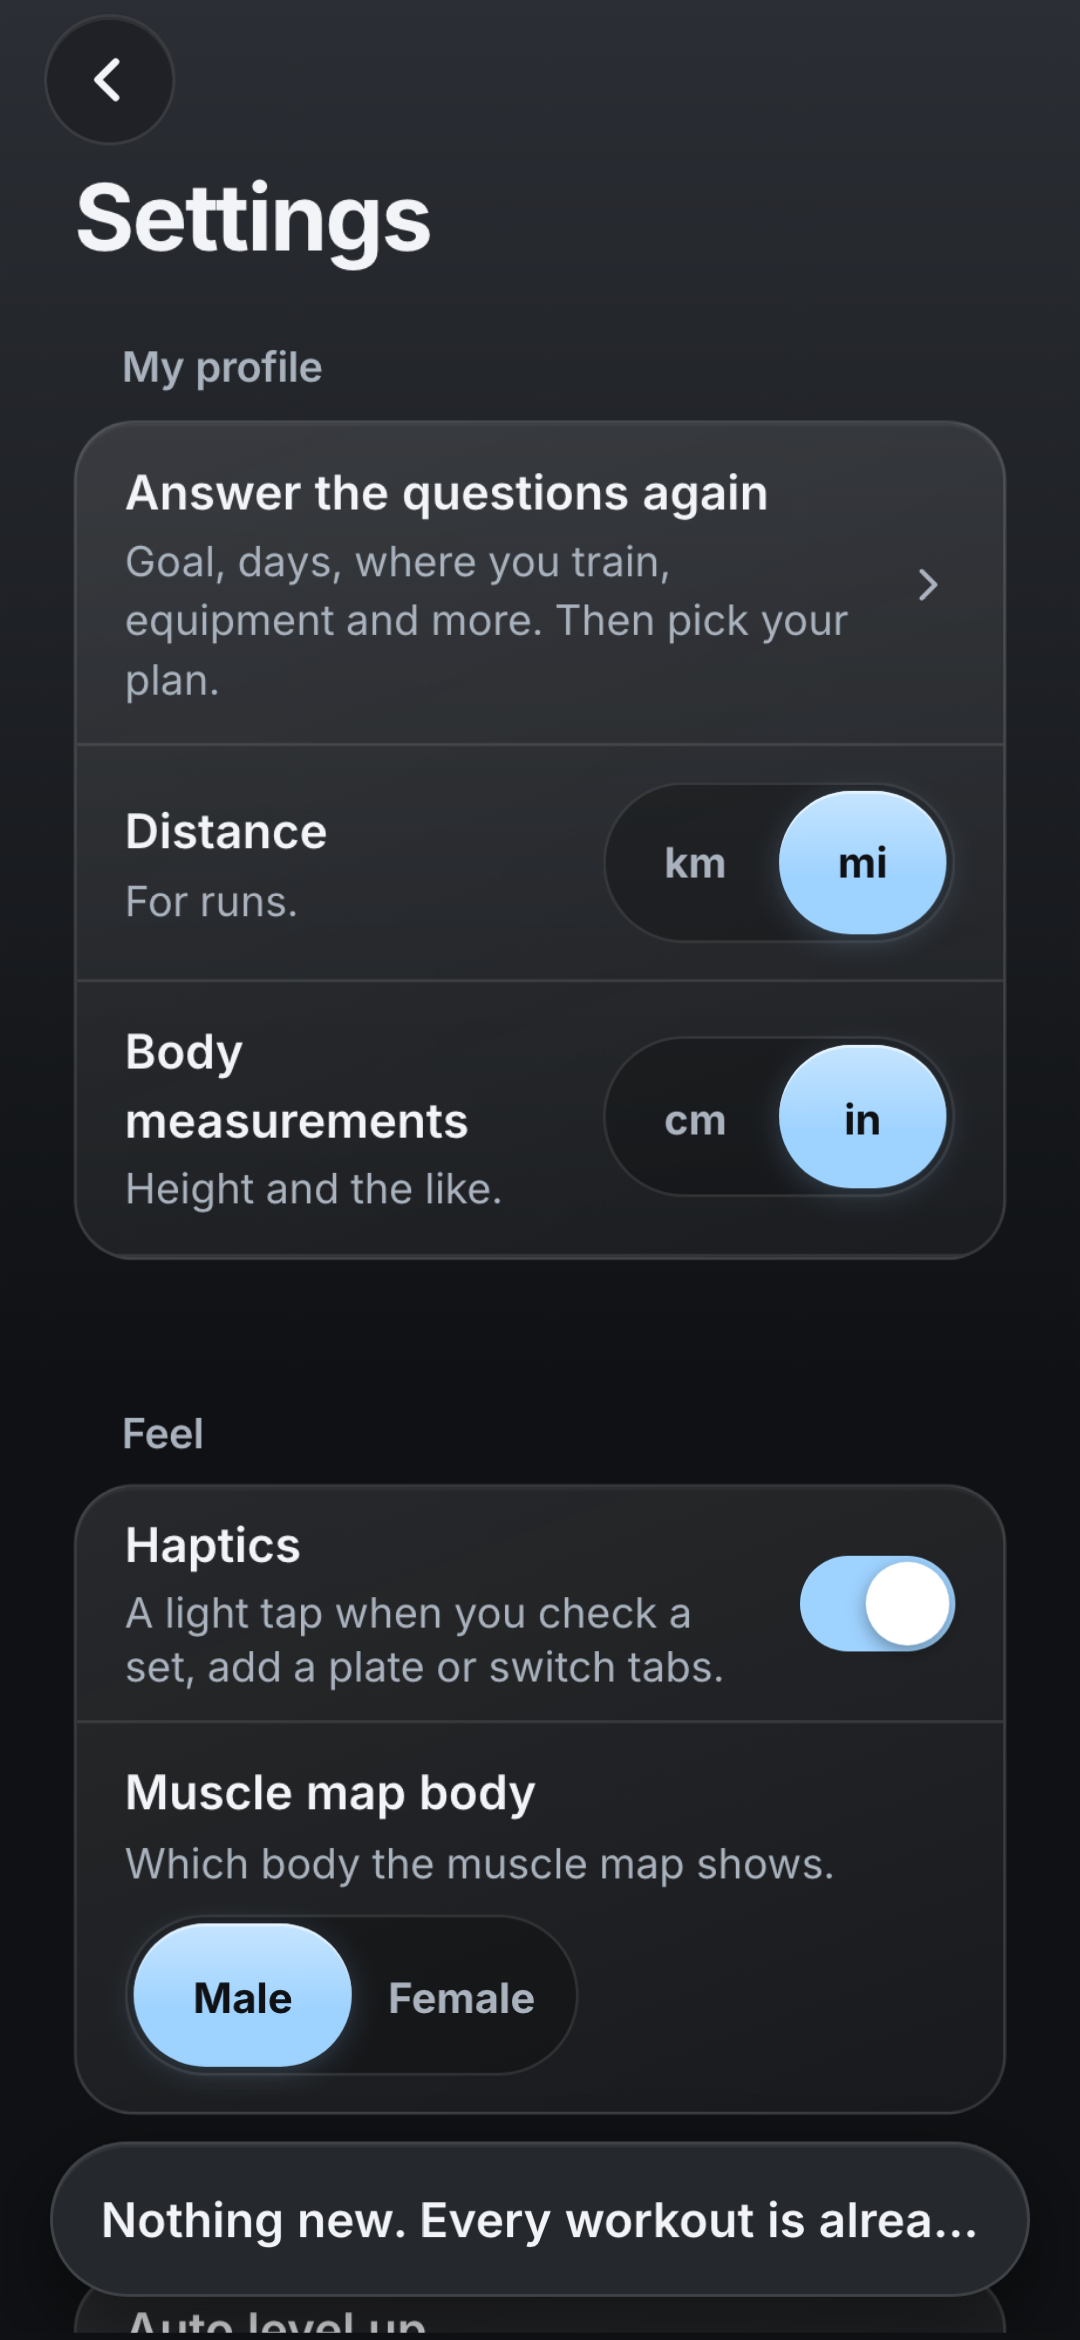 Settings
My profile
Answer the questions again
Goal, days, where you train,
equipment and more. Then pick your
plan.
Distance
For runs.
km
mi
Body
measurements
Height and the like.
cm
in
Feel
Haptics
A light tap when you check a
set, add a plate or switch tabs.
Muscle map body
Which body the muscle map shows.
Male
Female
Nothing new. Every workout is alrea...
Auto level up